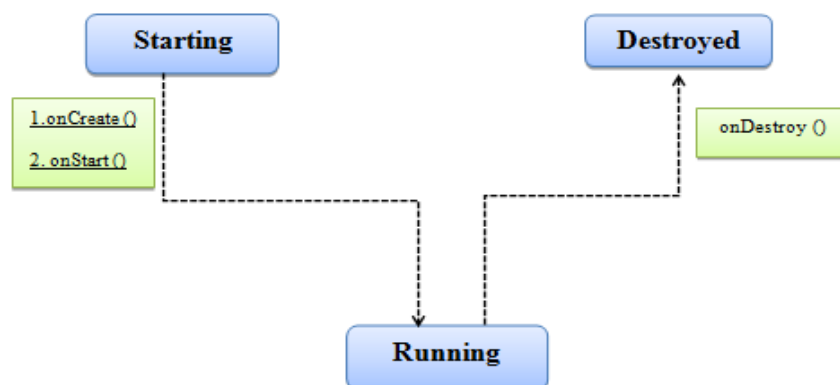 Starting
Destroyed
1.onCreate ()
2. onStart ()
onDestroy ()
Running